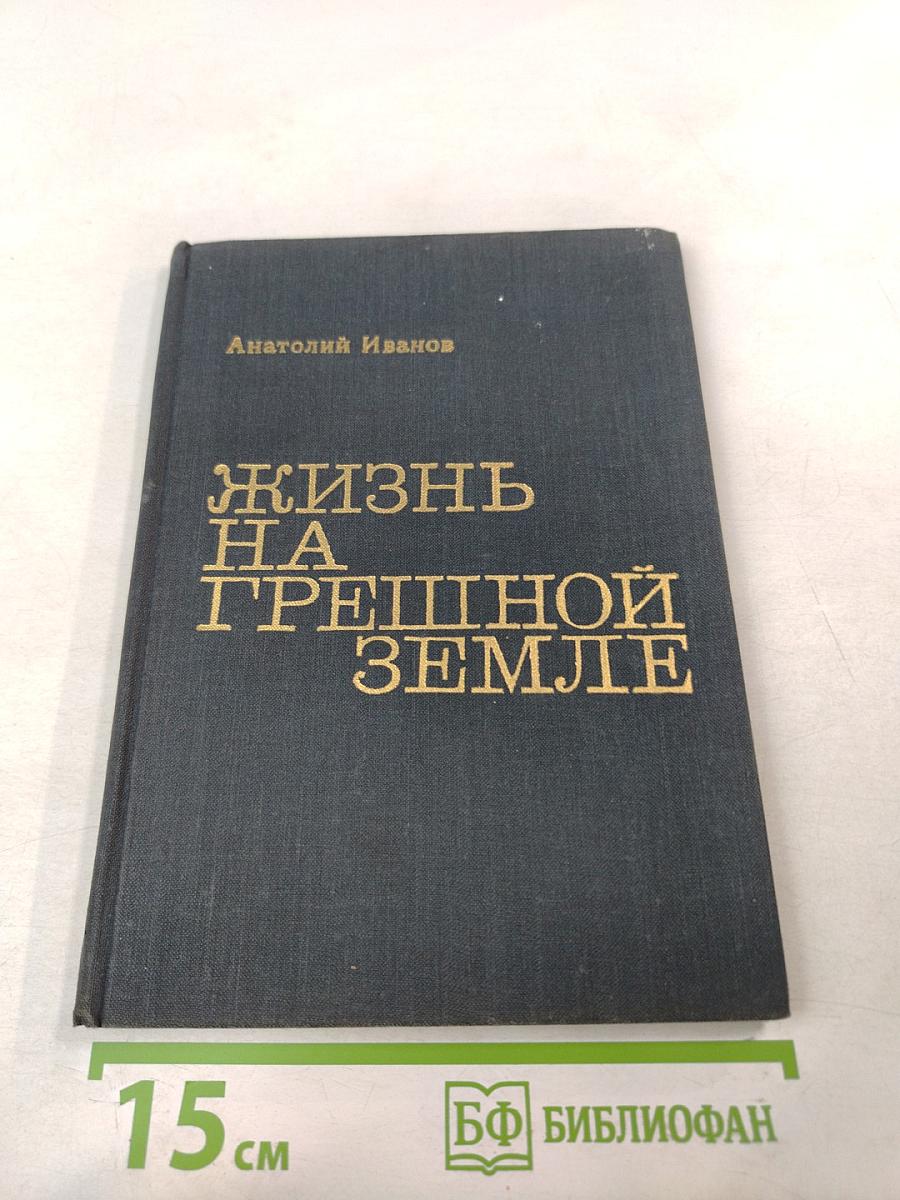 Анатолий Иванов
ЖИЗНЬ
НА
ГРЕШНОЙ
ЗЕМЛЕ
15 см
БФ БИБЛИОФАН